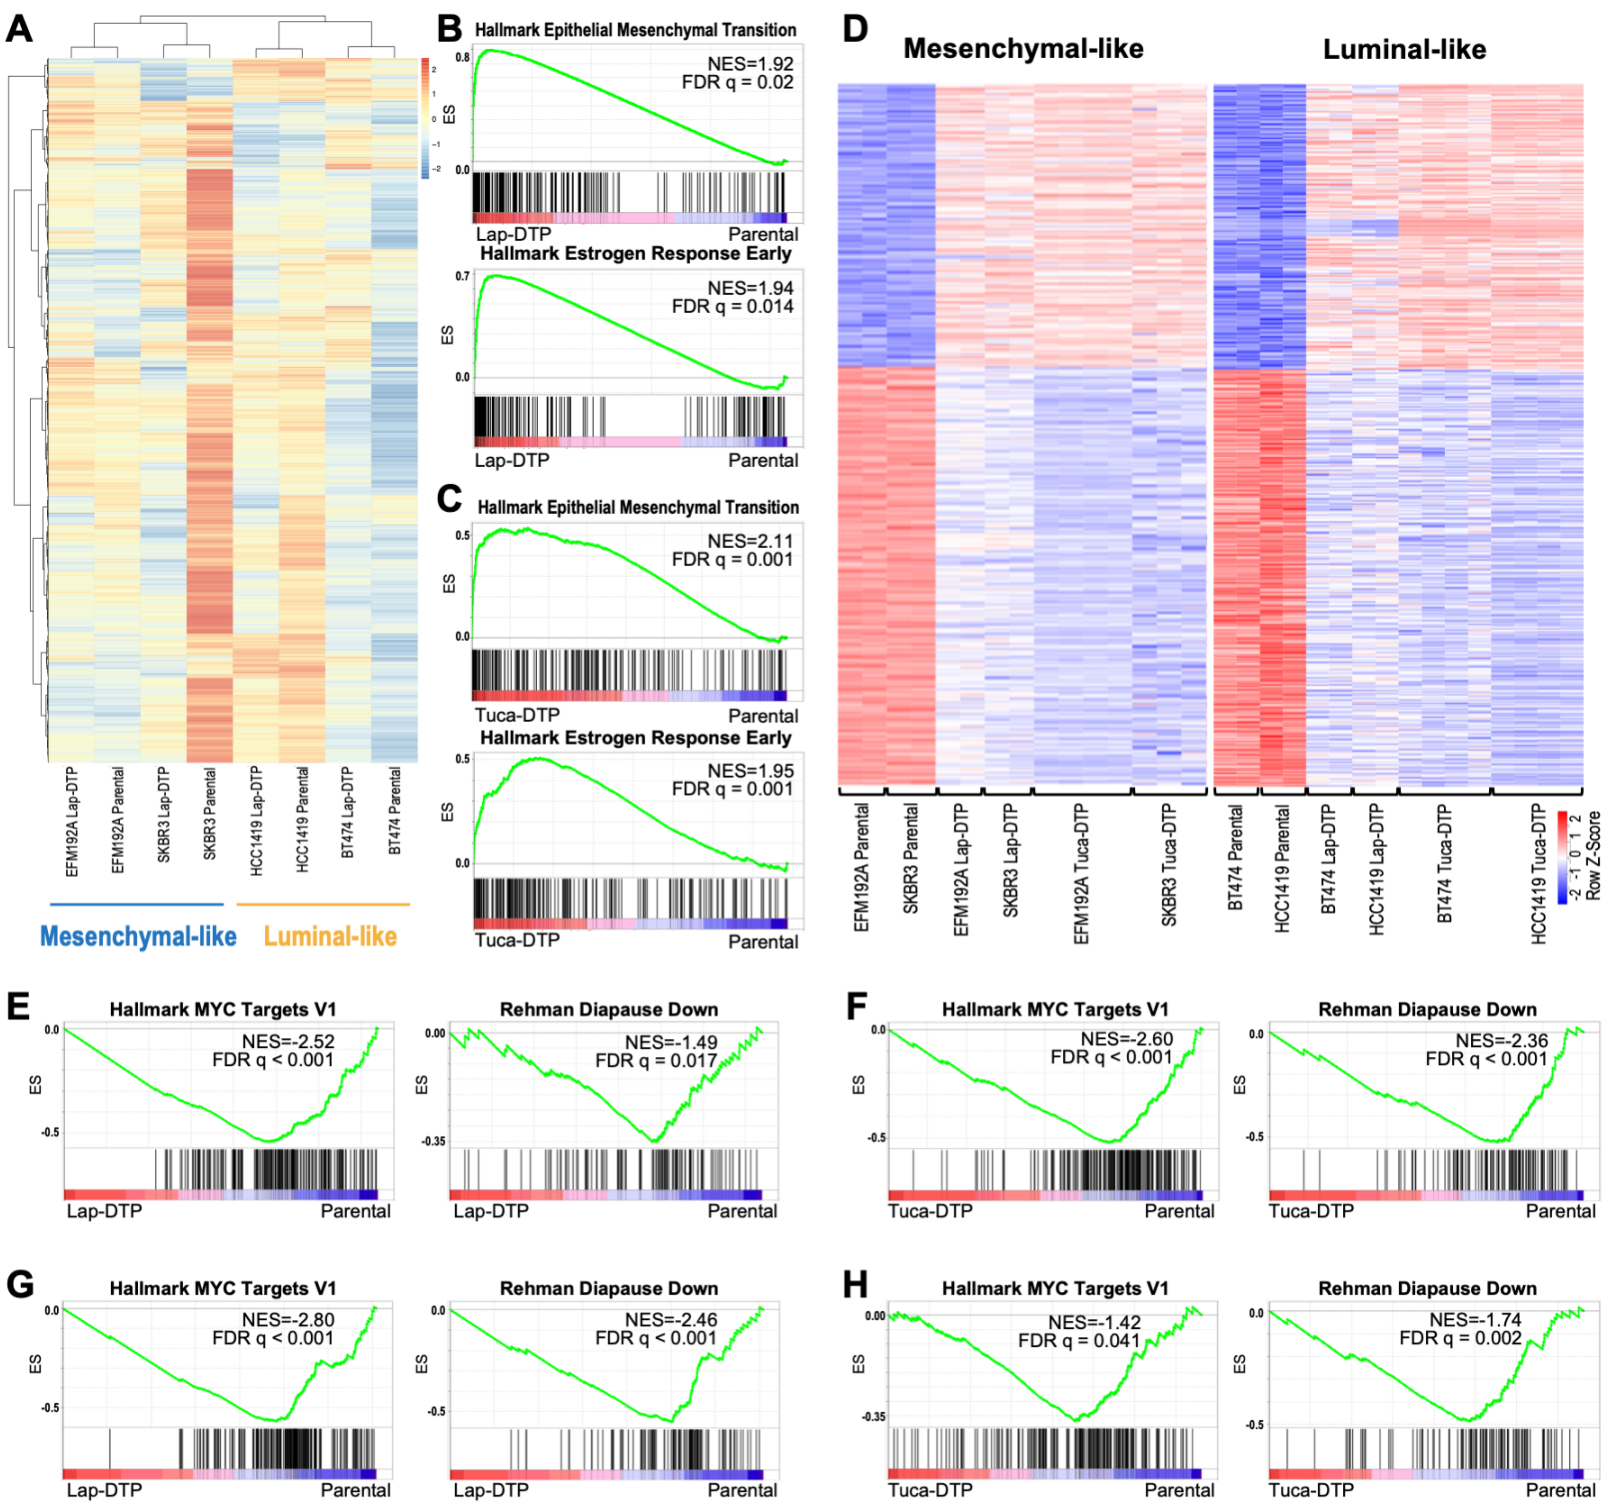 A
2
1
0
-1
-2
EFM192A Lap-DTP
EFM192A Parental
SKBR3 Lap-DTP
SKBR3 Parental
HCC1419 Lap-DTP
HCC1419 Parental
BT474 Lap-DTP
BT474 Parental
Mesenchymal-like
Luminal-like
B
Hallmark Epithelial Mesenchymal Transition
0.8
NES=1.92
FDR q = 0.02
ES
0.0
Lap-DTP
Parental
Hallmark Estrogen Response Early
0.7
NES=1.94
FDR q = 0.014
ES
0.0
Lap-DTP
Parental
C
Hallmark Epithelial Mesenchymal Transition
0.5
NES=2.11
FDR q = 0.001
ES
0.0
Tuca-DTP
Parental
Hallmark Estrogen Response Early
0.5
NES=1.95
FDR q = 0.001
ES
0.0
Tuca-DTP
Parental
D
Mesenchymal-like
Luminal-like
EFM192A Parental
SKBR3 Parental
EFM192A Lap-DTP
SKBR3 Lap-DTP
EFM192A Tuca-DTP
SKBR3 Tuca-DTP
BT474 Parental
HCC1419 Parental
BT474 Lap-DTP
HCC1419 Lap-DTP
BT474 Tuca-DTP
HCC1419 Tuca-DTP
-2 -1 0 1 2
Row Z-Score
E
Hallmark MYC Targets V1
0.0
NES=-2.52
FDR q < 0.001
ES
-0.5
Lap-DTP
Parental
Rehman Diapause Down
0.00
NES=-1.49
FDR q = 0.017
ES
-0.35
Lap-DTP
Parental
F
Hallmark MYC Targets V1
0.0
NES=-2.60
FDR q < 0.001
ES
-0.5
Tuca-DTP
Parental
Rehman Diapause Down
0.0
NES=-2.36
FDR q < 0.001
ES
-0.5
Tuca-DTP
Parental
G
Hallmark MYC Targets V1
0.0
NES=-2.80
FDR q < 0.001
ES
-0.5
Lap-DTP
Parental
Rehman Diapause Down
0.0
NES=-2.46
FDR q < 0.001
ES
-0.5
Lap-DTP
Parental
H
Hallmark MYC Targets V1
0.00
NES=-1.42
FDR q = 0.041
ES
-0.35
Tuca-DTP
Parental
Rehman Diapause Down
0.0
NES=-1.74
FDR q = 0.002
ES
-0.5
Tuca-DTP
Parental